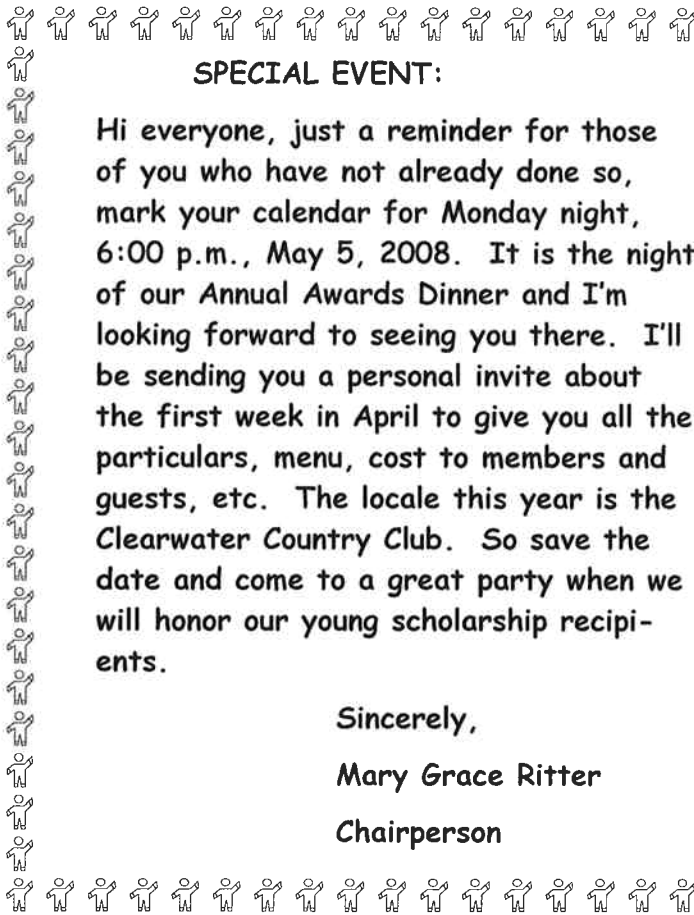 SPECIAL EVENT:
Hi everyone, just a reminder for those
of you who have not already done so,
mark your calendar for Monday night,
6:00 p.m., May 5, 2008.  It is the night
of our Annual Awards Dinner and I'm
looking forward to seeing you there.  I'll
be sending you a personal invite about
the first week in April to give you all the
particulars, menu, cost to members and
guests, etc.  The locale this year is the
Clearwater Country Club.  So save the
date and come to a great party when we
will honor our young scholarship recipi-
ents.
Sincerely,
Mary Grace Ritter
Chairperson